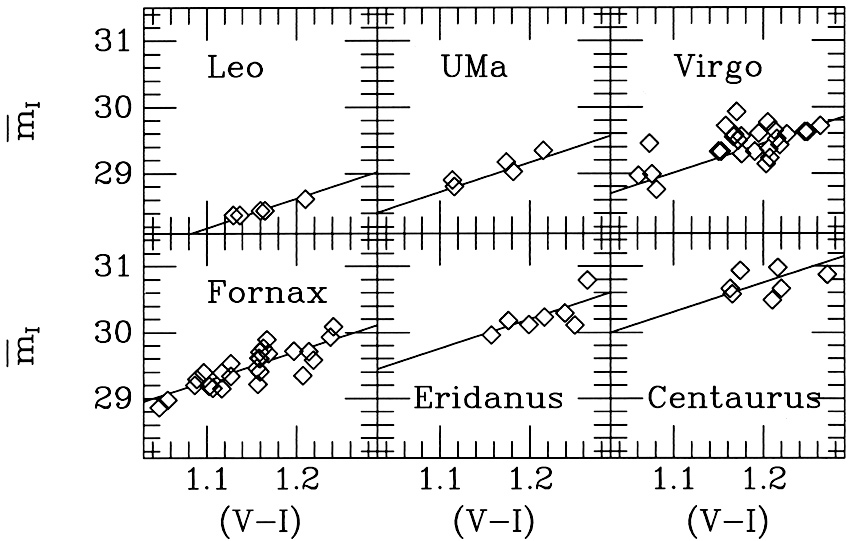 31
Leo
UMa
Virgo
m̅I
30
29
31
Fornax
m̅I
30
29
Eridanus
Centaurus
1.1 1.2 1.1 1.2 1.1 1.2
(V−I) (V−I) (V−I)